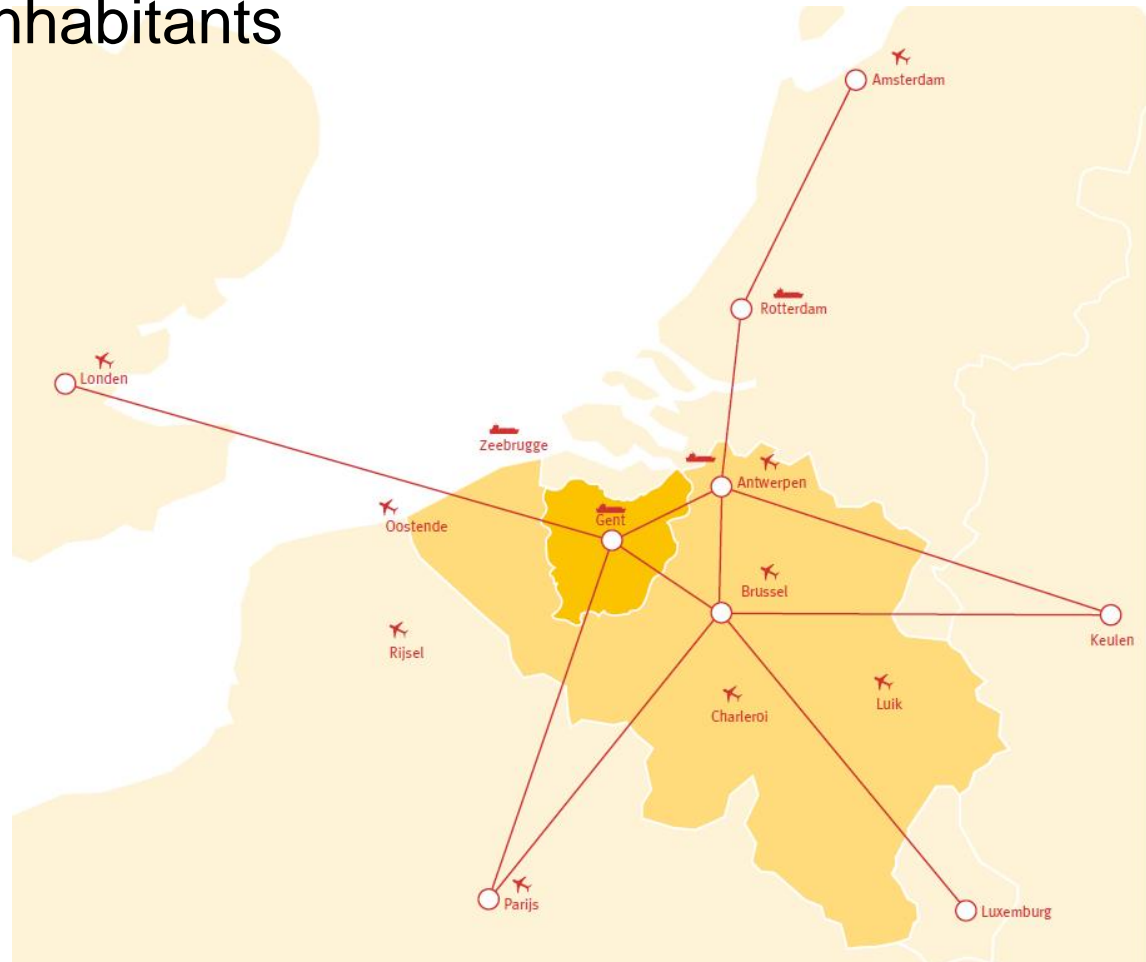 nhabitants
Amsterdam
Rotterdam
Londen
Zeebrugge
Antwerpen
Gent
Oostende
Brussel
Keulen
Rijsel
Luik
Charleroi
Parijs
Luxemburg